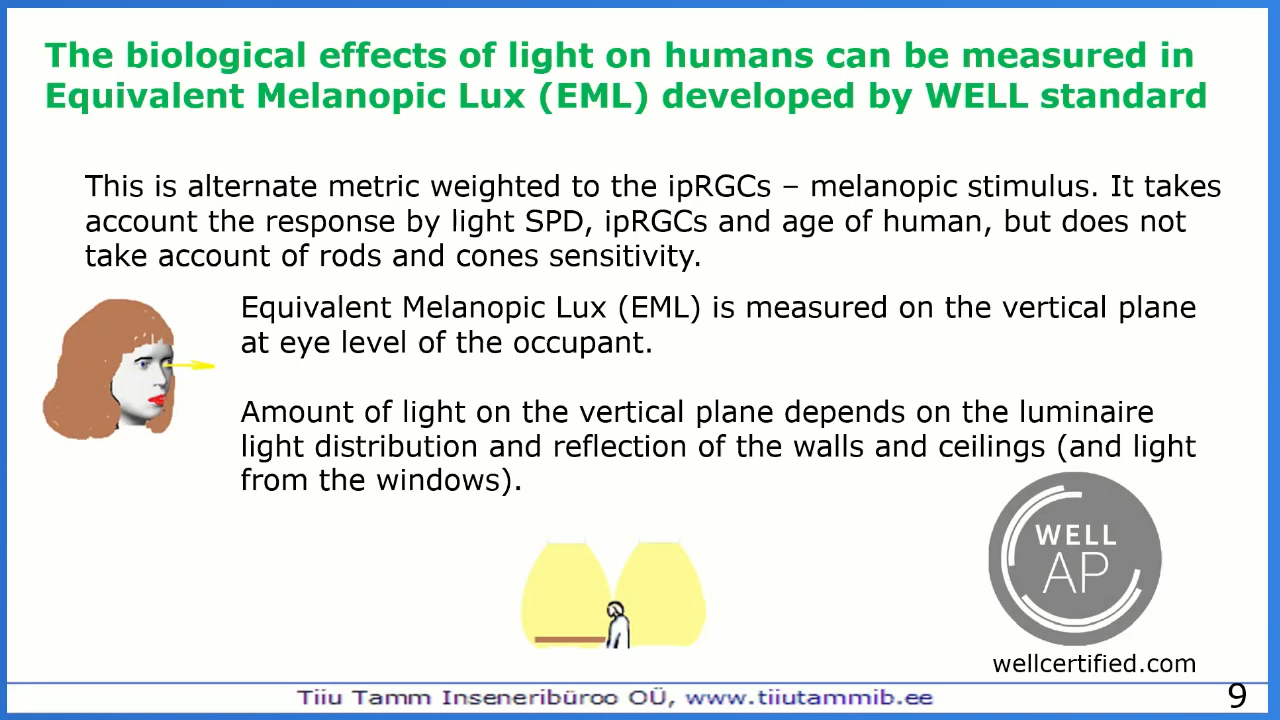 The biological effects of light on humans can be measured in
Equivalent Melanopic Lux (EML) developed by WELL standard
This is alternate metric weighted to the ipRGCs – melanopic stimulus. It takes
account the response by light SPD, ipRGCs and age of human, but does not
take account of rods and cones sensitivity.
Equivalent Melanopic Lux (EML) is measured on the vertical plane
at eye level of the occupant.
Amount of light on the vertical plane depends on the luminaire
light distribution and reflection of the walls and ceilings (and light
from the windows).
WELL
AP
wellcertified.com
Tiiu Tamm Inseneribüroo OÜ, www.tiiutammib.ee
9